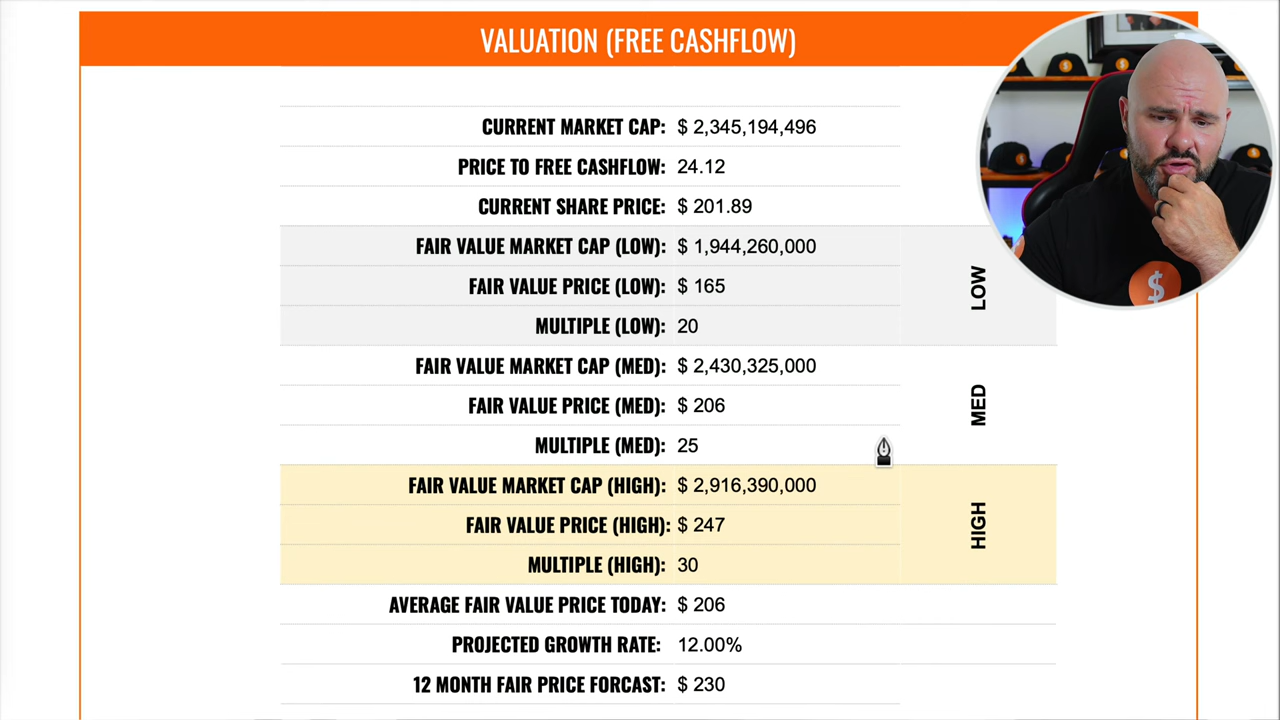 VALUATION (FREE CASHFLOW)
CURRENT MARKET CAP: $ 2,345,194,496
PRICE TO FREE CASHFLOW: 24.12
CURRENT SHARE PRICE: $ 201.89
FAIR VALUE MARKET CAP (LOW): $ 1,944,260,000
FAIR VALUE PRICE (LOW): $ 165
MULTIPLE (LOW): 20
LOW
FAIR VALUE MARKET CAP (MED): $ 2,430,325,000
FAIR VALUE PRICE (MED): $ 206
MULTIPLE (MED): 25
MED
FAIR VALUE MARKET CAP (HIGH): $ 2,916,390,000
FAIR VALUE PRICE (HIGH): $ 247
MULTIPLE (HIGH): 30
HIGH
AVERAGE FAIR VALUE PRICE TODAY: $ 206
PROJECTED GROWTH RATE: 12.00%
12 MONTH FAIR PRICE FORCAST: $ 230
$